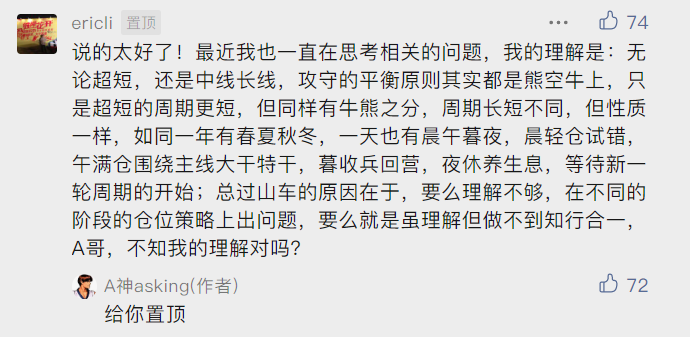 ericli 置顶 74
说的太好了！最近我也一直在思考相关的问题，我的理解是：无
论超短，还是中线长线，攻守的平衡原则其实都是熊空牛上，只
是超短的周期更短，但同样有牛熊之分，周期长短不同，但性质
一样，如同一年有春夏秋冬，一天也有晨午暮夜，晨轻仓试错，
午满仓围绕主线大干特干，暮收兵回营，夜休养生息，等待新一
轮周期的开始；总过山车的原因在于，要么理解不够，在不同的
阶段的仓位策略上出问题，要么就是虽理解但做不到知行合一，
A哥，不知我的理解对吗？
A神asking(作者) 72
给你置顶